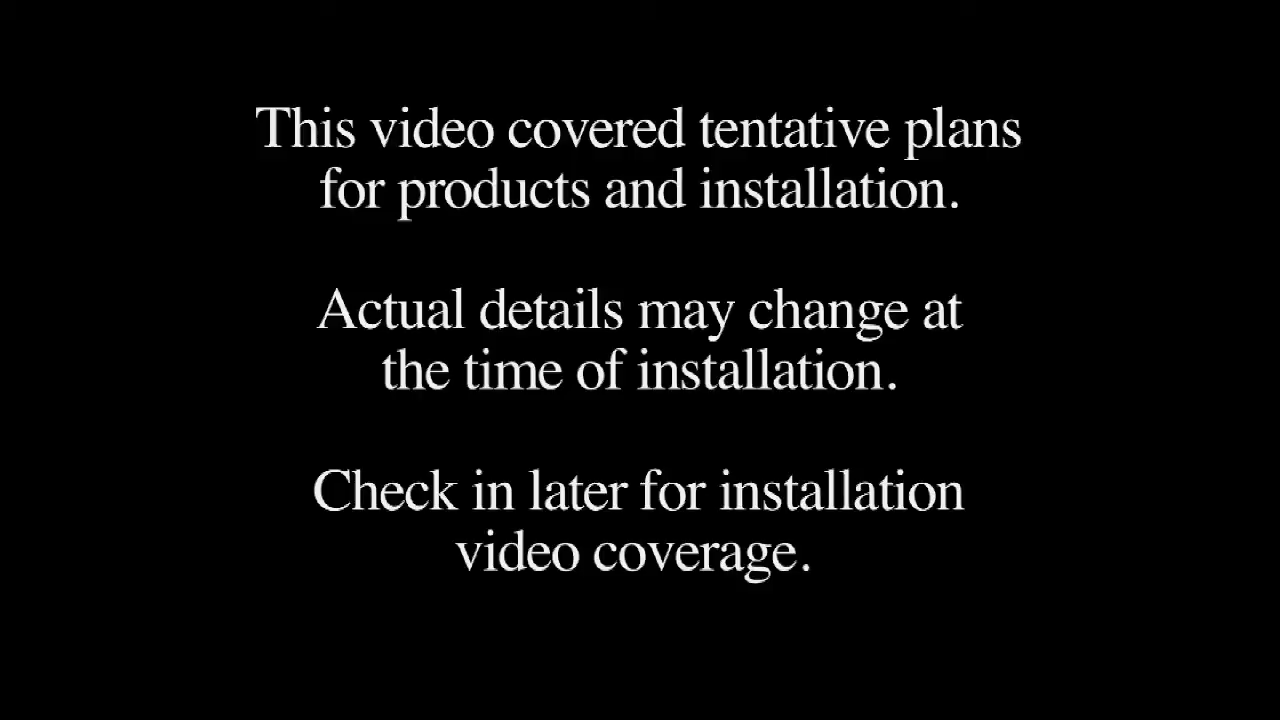 This video covered tentative plans
for products and installation.
Actual details may change at
the time of installation.
Check in later for installation
video coverage.